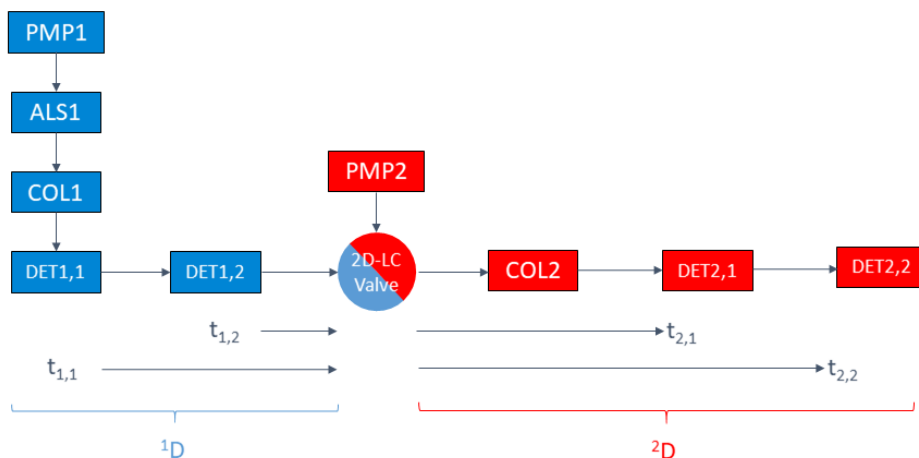 PMP1
ALS1
COL1
PMP2
DET1,1
DET1,2
2D-LC
Valve
COL2
DET2,1
DET2,2
t1,2
t2,1
t1,1
t2,2
¹D
²D